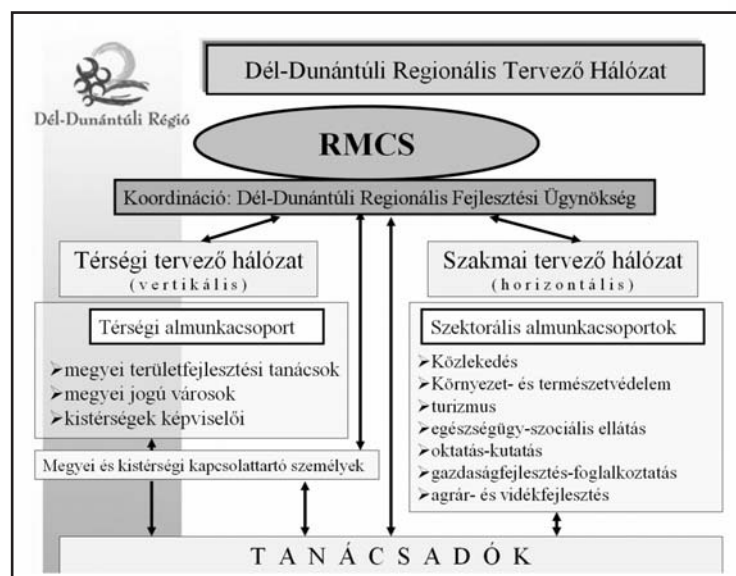 Dél-Dunántúli Régió
Dél-Dunántúli Regionális Tervező Hálózat
RMCS
Koordináció: Dél-Dunántúli Regionális Fejlesztési Ügynökség
Térségi tervező hálózat
(vertikális)
Térségi almunkacsoport
➤megyei területfejlesztési tanácsok
➤megyei jogú városok
➤kistérségek képviselői
Megyei és kistérségi kapcsolattartó személyek
Szakmai tervező hálózat
(horizontális)
Szektorális almunkacsoportok
➤Közlekedés
➤Környezet- és természetvédelem
➤turizmus
➤egészségügy-szociális ellátás
➤oktatás-kutatás
➤gazdaságfejlesztés-foglalkoztatás
➤agrár- és vidékfejlesztés
TANÁCSADÓK